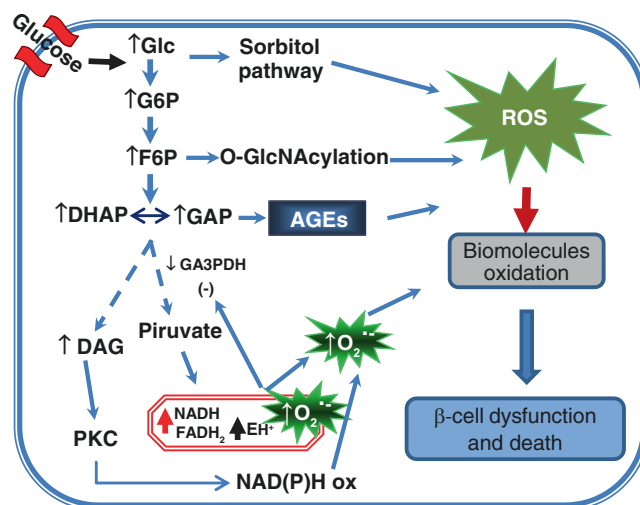 Glucose
↑Glc
Sorbitol
pathway
↑G6P
ROS
↑F6P
O-GlcNAcylation
↑DHAP
↑GAP
AGEs
Biomolecules
oxidation
↓ GA3PDH
(-)
Piruvate
↑ DAG
↑O₂˙⁻
↑O₂˙⁻
NADH
FADH₂
EH⁺
PKC
NAD(P)H ox
β-cell dysfunction
and death